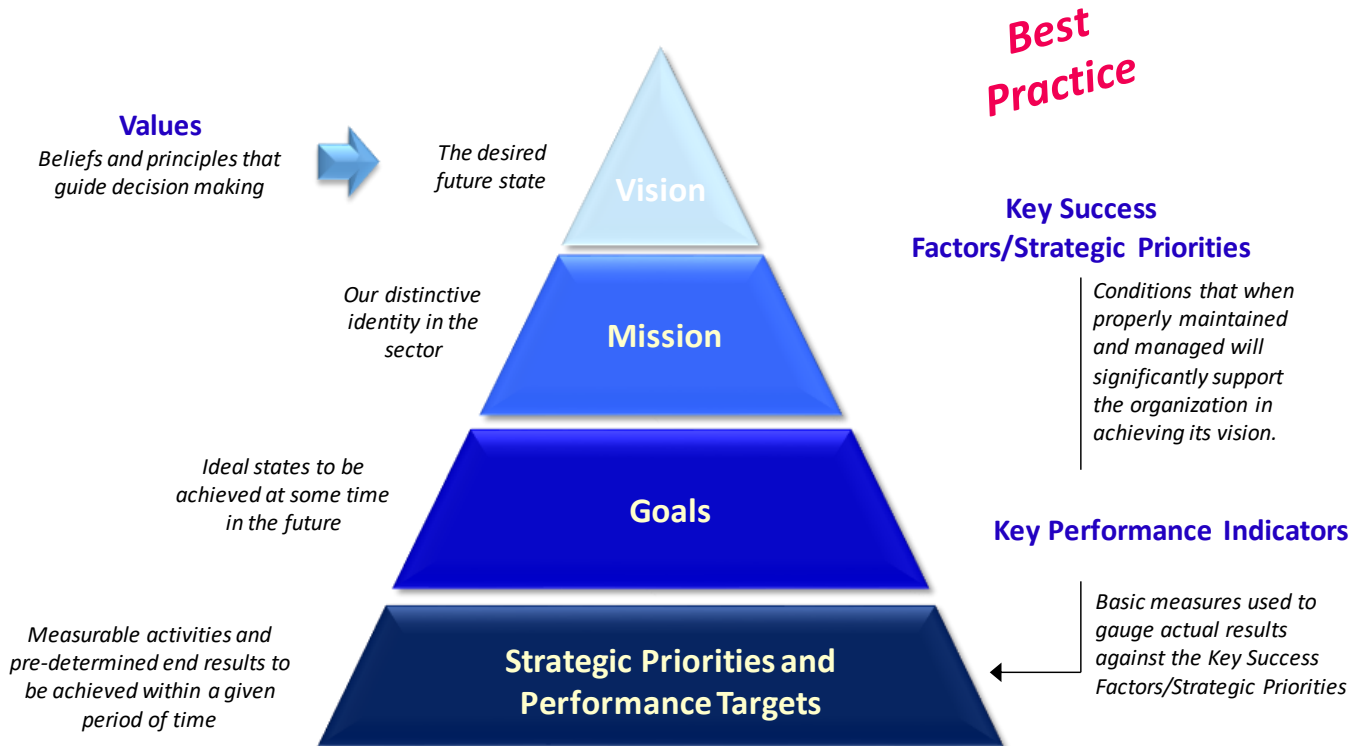 Best
Practice
Values
Beliefs and principles that
guide decision making
The desired
future state
Vision
Key Success
Factors/Strategic Priorities
Our distinctive
identity in the
sector
Mission
Conditions that when
properly maintained
and managed will
significantly support
the organization in
achieving its vision.
Ideal states to be
achieved at some time
in the future
Goals
Key Performance Indicators
Measurable activities and
pre-determined end results to
be achieved within a given
period of time
Strategic Priorities and
Performance Targets
Basic measures used to
gauge actual results
against the Key Success
Factors/Strategic Priorities